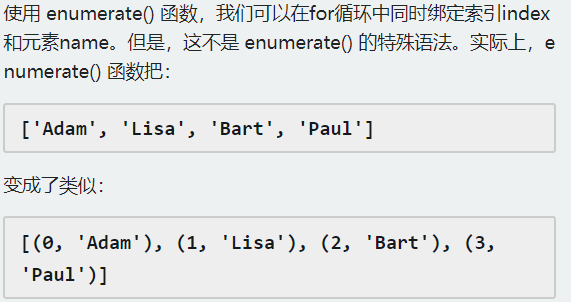 使用 enumerate() 函数，我们可以在for循环中同时绑定索引index
和元素name。但是，这不是 enumerate() 的特殊语法。实际上，e
numerate() 函数把：
['Adam', 'Lisa', 'Bart', 'Paul']
变成了类似：
[(0, 'Adam'), (1, 'Lisa'), (2, 'Bart'), (3,
'Paul')]